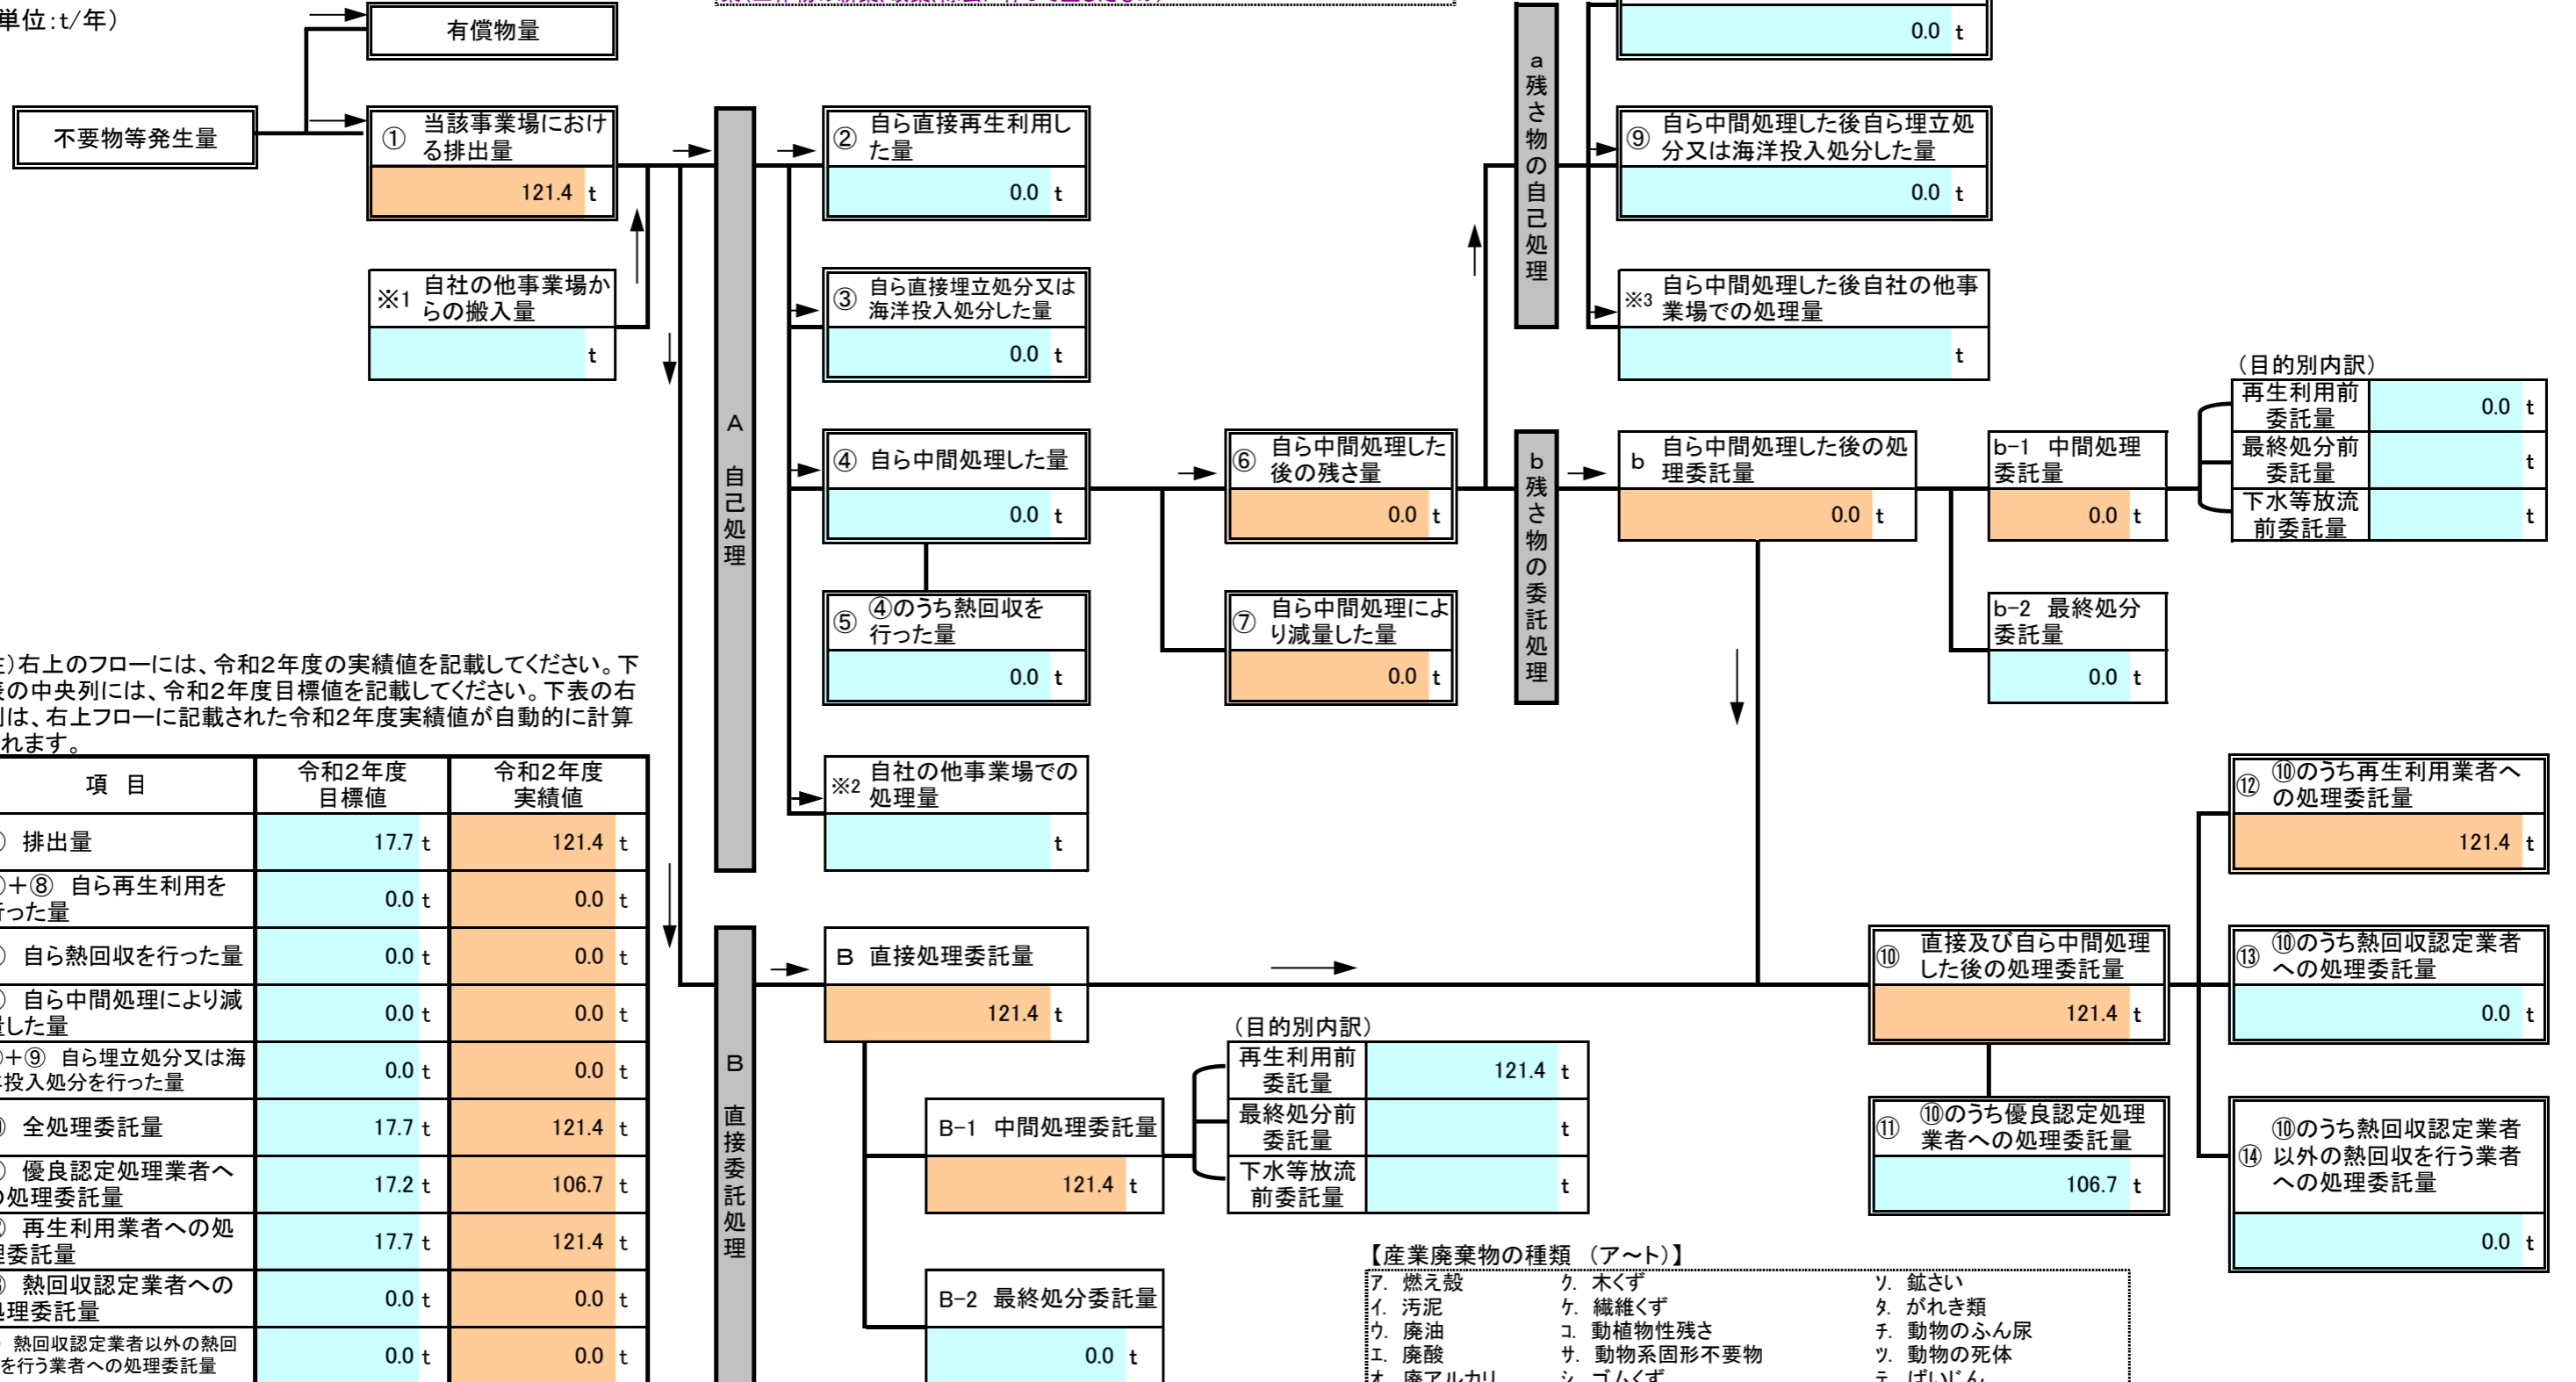 単位:t/年）
有償物量
不要物等発生量
① 当該事業場におけ
る排出量
121.4 t
※1 自社の他事業場か
らの搬入量
t
A 自己処理
② 自ら直接再生利用し
た量
0.0 t
③ 自ら直接埋立処分又は
海洋投入処分した量
0.0 t
④ 自ら中間処理した量
0.0 t
⑤ ④のうち熱回収を
行った量
0.0 t
※2 自社の他事業場での
処理量
t
⑥ 自ら中間処理した
後の残さ量
0.0 t
⑦ 自ら中間処理によ
り減量した量
0.0 t
a 残さ物の自己処理
0.0 t
⑨ 自ら中間処理した後自ら埋立処
分又は海洋投入処分した量
0.0 t
※3 自ら中間処理した後自社の他事
業場での処理量
t
b 残さ物の委託処理
b 自ら中間処理した後の処
理委託量
0.0 t
b-1 中間処理
委託量
0.0 t
b-2 最終処分
委託量
0.0 t
（目的別内訳）
再生利用前
委託量
0.0 t
最終処分前
委託量
t
下水等放流
前委託量
t
)右上のフローには、令和2年度の実績値を記載してください。下
表の中央列には、令和2年度目標値を記載してください。下表の右
は、右上フローに記載された令和2年度実績値が自動的に計算
れます。
項 目 令和2年度
目標値 令和2年度
実績値
排出量 17.7 t 121.4 t
＋⑧ 自ら再生利用を
行った量 0.0 t 0.0 t
自ら熱回収を行った量 0.0 t 0.0 t
自ら中間処理により減
量した量 0.0 t 0.0 t
＋⑨ 自ら埋立処分又は海
洋投入処分を行った量 0.0 t 0.0 t
全処理委託量 17.7 t 121.4 t
優良認定処理業者へ
の処理委託量 17.2 t 106.7 t
再生利用業者への処
理委託量 17.7 t 121.4 t
熱回収認定業者への
処理委託量 0.0 t 0.0 t
熱回収認定業者以外の熱回
を行う業者への処理委託量 0.0 t 0.0 t
B 直接委託処理
B 直接処理委託量
121.4 t
B-1 中間処理委託量
121.4 t
B-2 最終処分委託量
0.0 t
（目的別内訳）
再生利用前
委託量
121.4 t
最終処分前
委託量
t
下水等放流
前委託量
t
⑩ 直接及び自ら中間処理
した後の処理委託量
121.4 t
⑪ ⑩のうち優良認定処理
業者への処理委託量
106.7 t
⑫ ⑩のうち再生利用業者へ
の処理委託量
121.4 t
⑬ ⑩のうち熱回収認定業者
への処理委託量
0.0 t
⑭ ⑩のうち熱回収認定業者
以外の熱回収を行う業者
への処理委託量
0.0 t
【産業廃棄物の種類 （ア～ト）】
ア. 燃え殻 ク. 木くず ソ. 鉱さい
イ. 汚泥 ケ. 繊維くず タ. がれき類
ウ. 廃油 コ. 動植物性残さ チ. 動物のふん尿
エ. 廃酸 サ. 動物系固形不要物 ツ. 動物の死体
オ. 廃アルカリ シ. ゴムくず テ. ばいじん